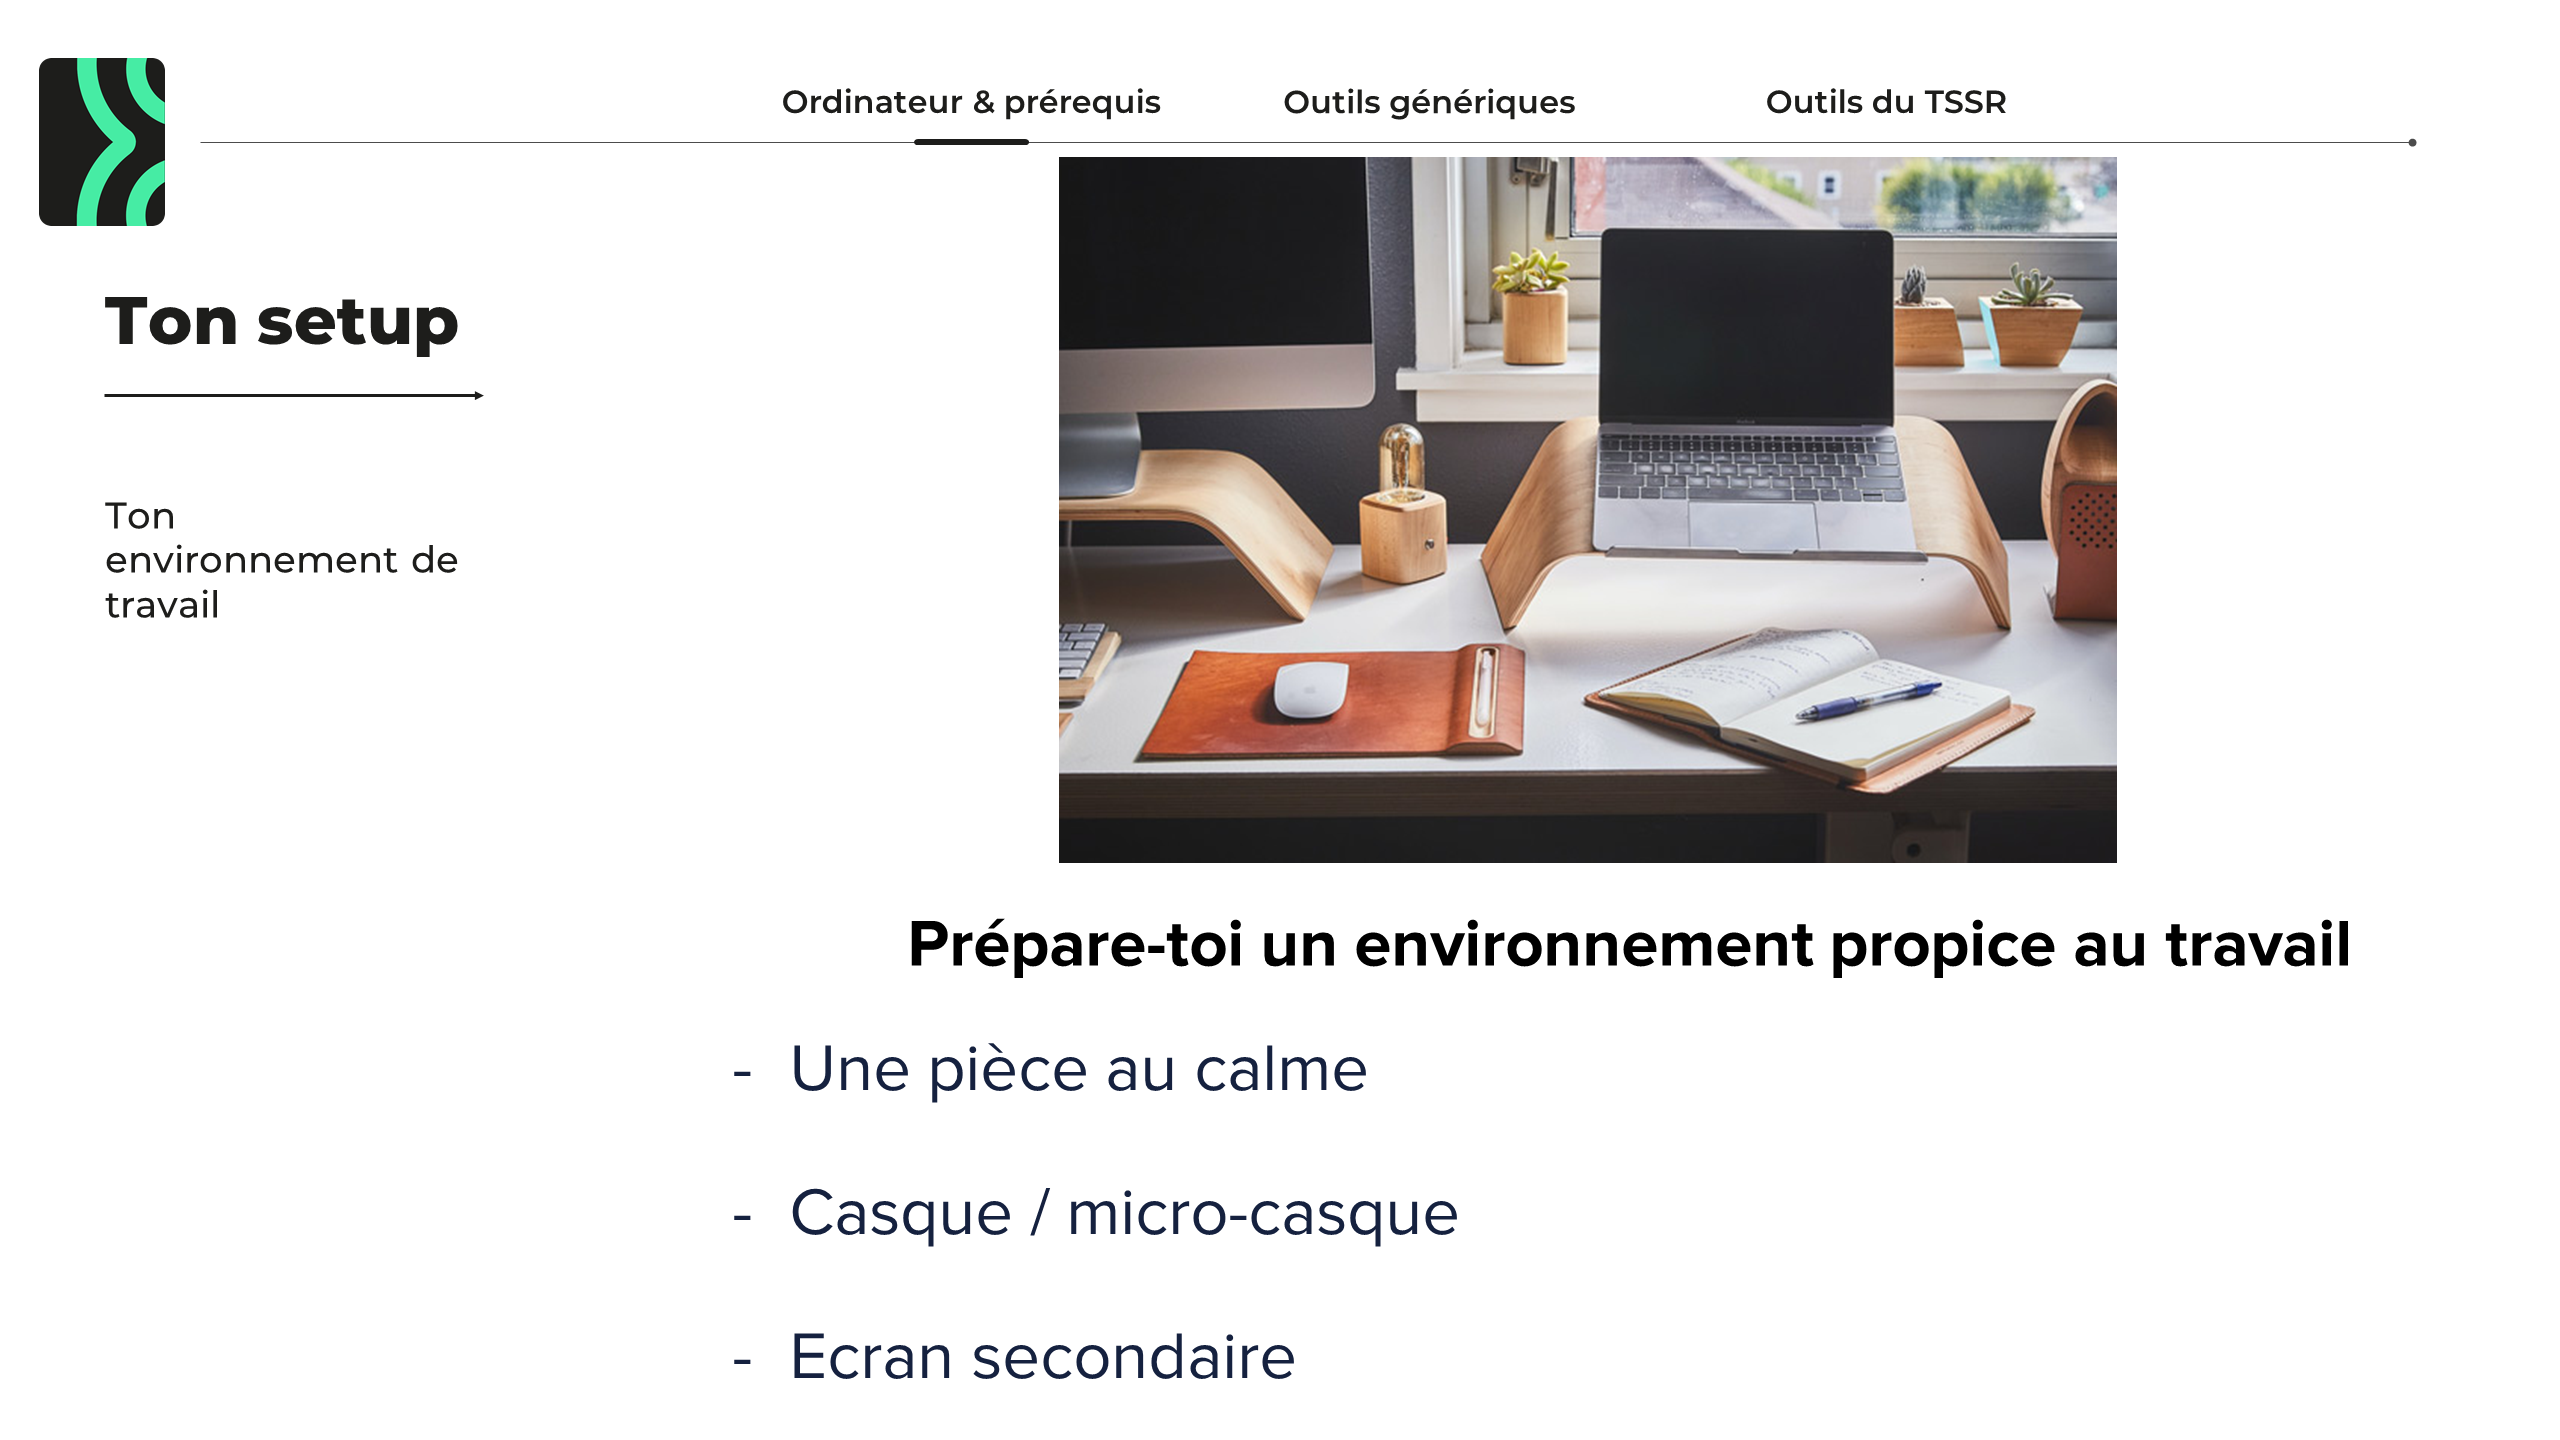 Ordinateur & prérequis
Outils génériques
Outils du TSSR
Ton setup
Ton
environnement de
travail
Prépare-toi un environnement propice au travail
- Une pièce au calme
- Casque / micro-casque
- Ecran secondaire